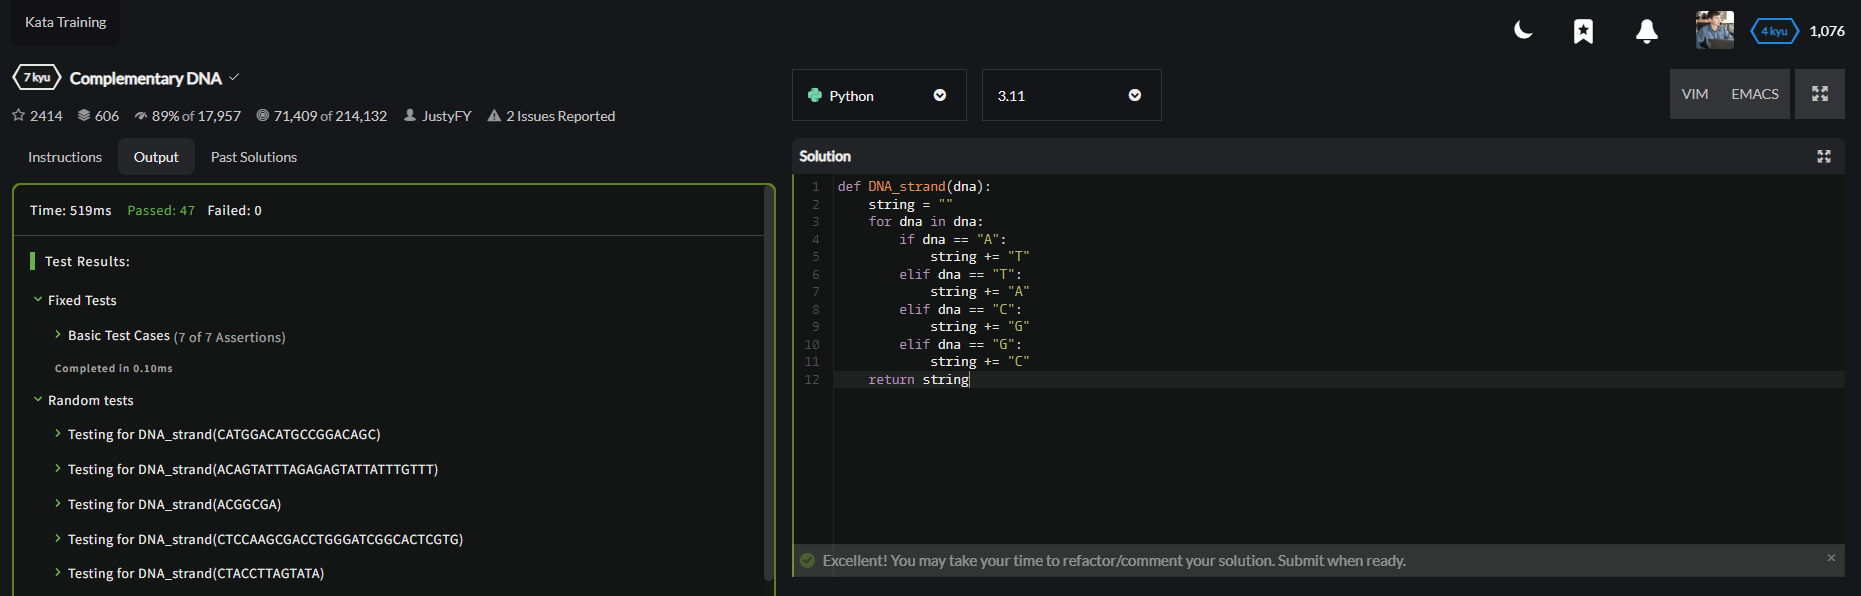 Kata Training
4 kyu 1,076
7 kyu Complementary DNA
2414 606 89% of 17,957 71,409 of 214,132 JustyFY 2 Issues Reported
Python
3.11
VIM EMACS
Instructions Output Past Solutions
Time: 519ms Passed: 47 Failed: 0
Test Results:
Fixed Tests
Basic Test Cases (7 of 7 Assertions)
Completed in 0.10ms
Random tests
Testing for DNA_strand(CATGGACATGCCGGACAGC)
Testing for DNA_strand(ACAGTATTTAGAGAGTATTATTTGTTT)
Testing for DNA_strand(ACGGCGA)
Testing for DNA_strand(CTCCAAGCGACCTGGGATCGGCACTCGTG)
Testing for DNA_strand(CTACCTTAGTATA)
Solution
1 def DNA_strand(dna):
2     string = ""
3     for dna in dna:
4         if dna == "A":
5             string += "T"
6         elif dna == "T":
7             string += "A"
8         elif dna == "C":
9             string += "G"
10         elif dna == "G":
11             string += "C"
12     return string
Excellent! You may take your time to refactor/comment your solution. Submit when ready.